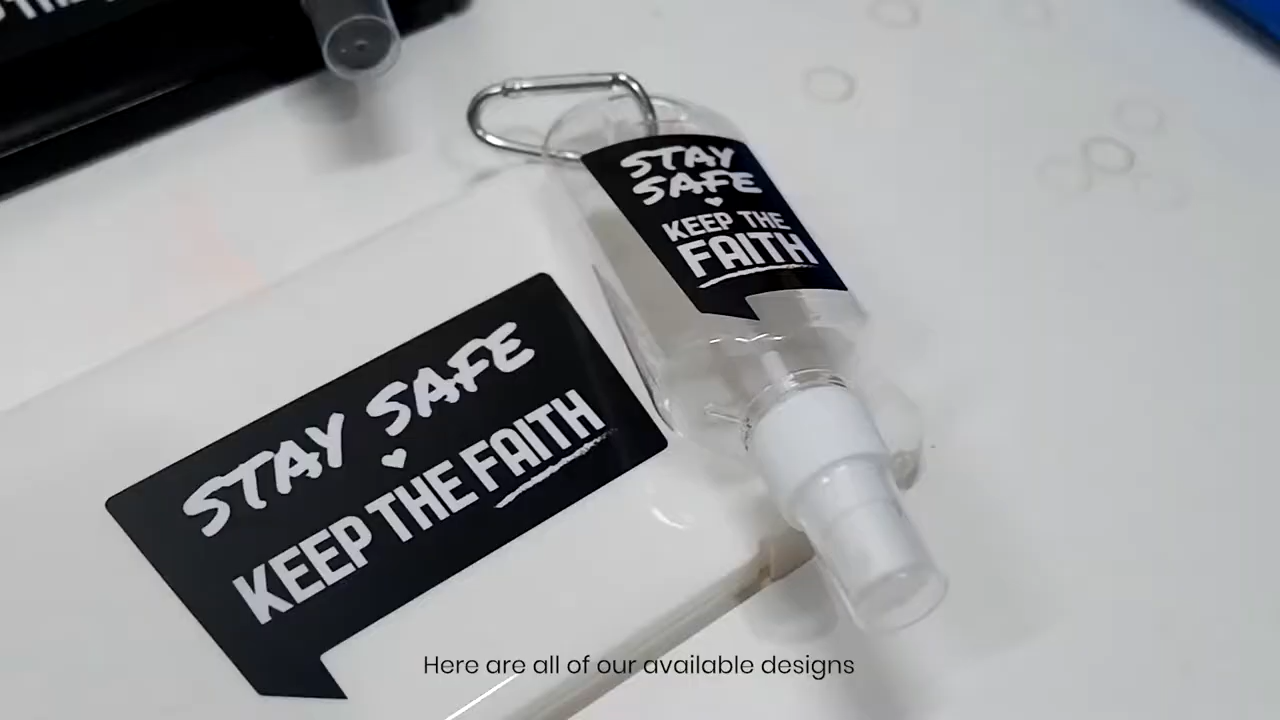 STAY
SAFE
KEEP THE
FAITH
STAY SAFE
KEEP THE FAITH
Here are all of our available designs